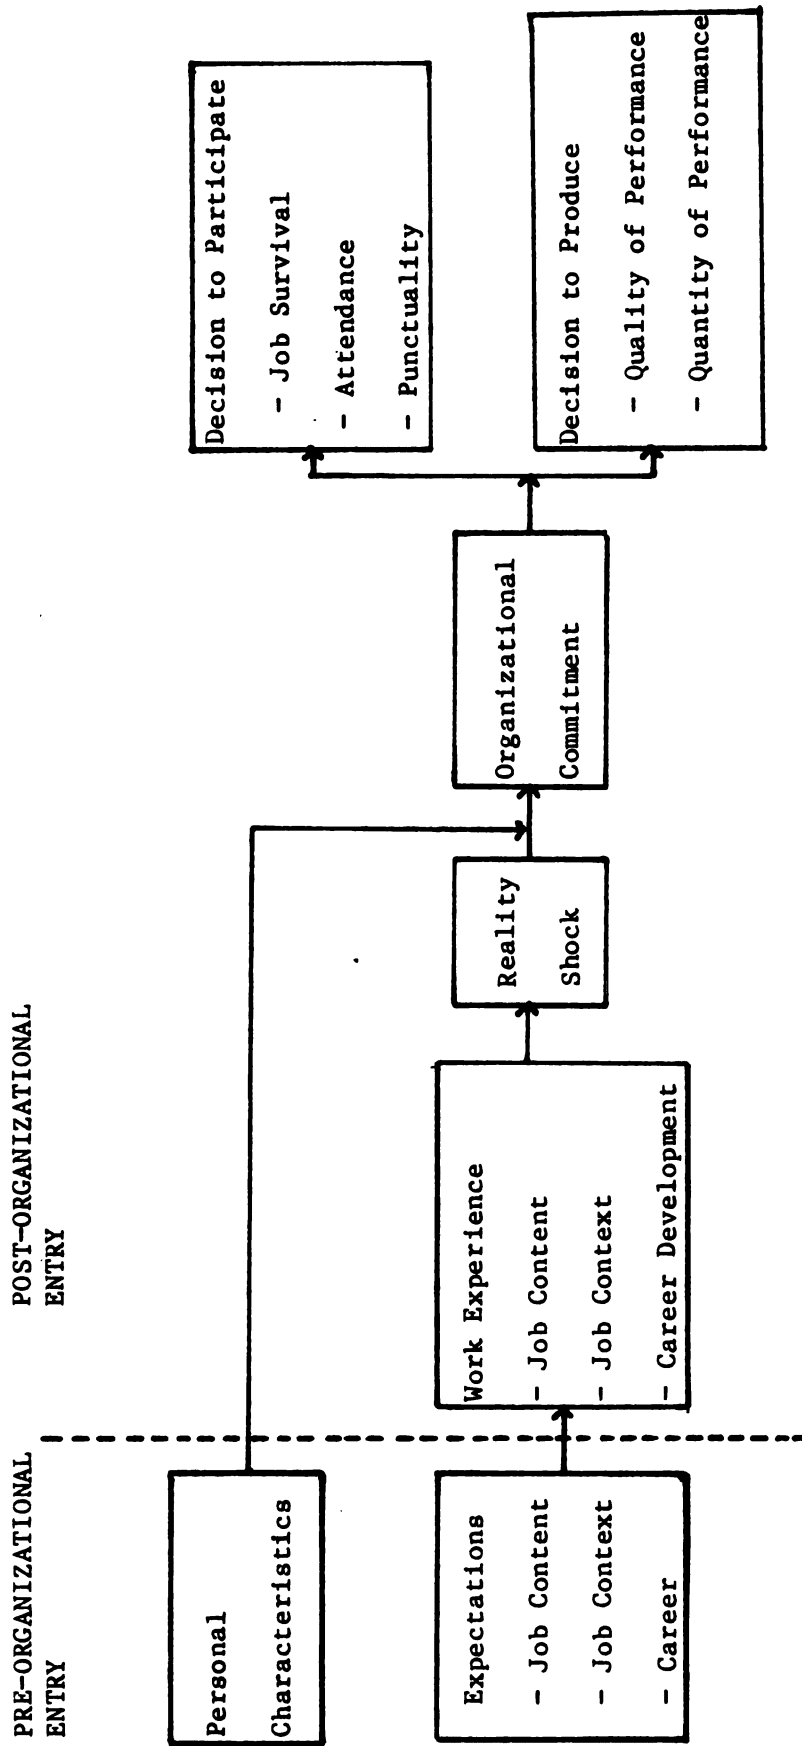 PRE-ORGANIZATIONAL
ENTRY
POST-ORGANIZATIONAL
ENTRY
Personal
Characteristics
Expectations
- Job Content
- Job Context
- Career
Work Experience
- Job Content
- Job Context
- Career Development
Reality
Shock
Organizational
Commitment
Decision to Participate
- Job Survival
- Attendance
- Punctuality
Decision to Produce
- Quality of Performance
- Quantity of Performance